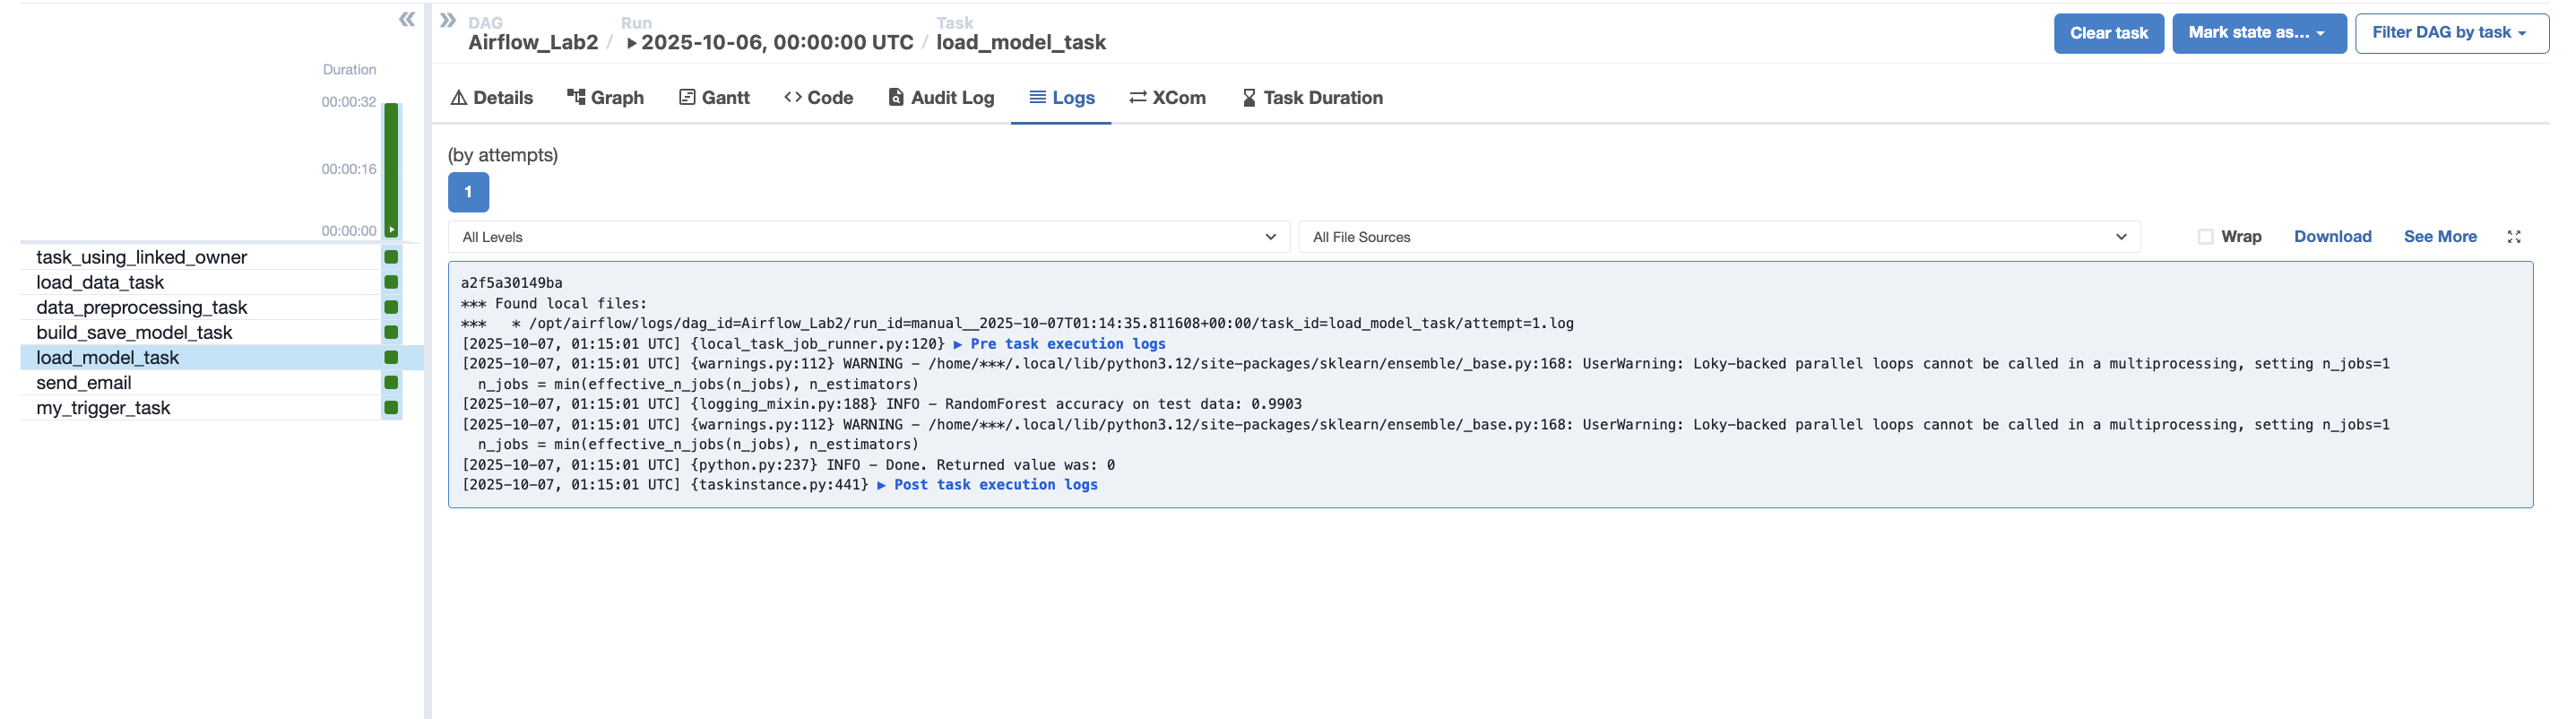 DAG
Airflow_Lab2 /
Run
2025-10-06, 00:00:00 UTC /
Task
load_model_task
Clear task
Mark state as...
Filter DAG by task
Duration
00:00:32
00:00:16
00:00:00
task_using_linked_owner
load_data_task
data_preprocessing_task
build_save_model_task
load_model_task
send_email
my_trigger_task
Details
Graph
Gantt
Code
Audit Log
Logs
XCom
Task Duration
(by attempts)
1
All Levels
All File Sources
Wrap
Download
See More
a2f5a30149ba
*** Found local files:
***   * /opt/airflow/logs/dag_id=Airflow_Lab2/run_id=manual__2025-10-07T01:14:35.811608+00:00/task_id=load_model_task/attempt=1.log
[2025-10-07, 01:15:01 UTC] {local_task_job_runner.py:120} ▶ Pre task execution logs
[2025-10-07, 01:15:01 UTC] {warnings.py:112} WARNING - /home/***/.local/lib/python3.12/site-packages/sklearn/ensemble/_base.py:168: UserWarning: Loky-backed parallel loops cannot be called in a multiprocessing, setting n_jobs=1
  n_jobs = min(effective_n_jobs(n_jobs), n_estimators)
[2025-10-07, 01:15:01 UTC] {logging_mixin.py:188} INFO - RandomForest accuracy on test data: 0.9903
[2025-10-07, 01:15:01 UTC] {warnings.py:112} WARNING - /home/***/.local/lib/python3.12/site-packages/sklearn/ensemble/_base.py:168: UserWarning: Loky-backed parallel loops cannot be called in a multiprocessing, setting n_jobs=1
  n_jobs = min(effective_n_jobs(n_jobs), n_estimators)
[2025-10-07, 01:15:01 UTC] {python.py:237} INFO - Done. Returned value was: 0
[2025-10-07, 01:15:01 UTC] {taskinstance.py:441} ▶ Post task execution logs